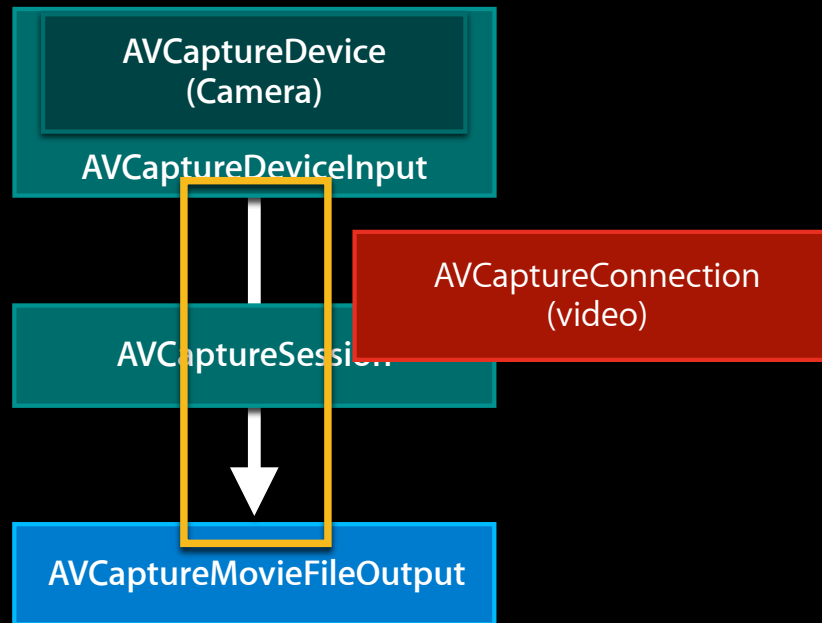 AVCaptureDevice
(Camera)
AVCaptureDeviceInput
AVCaptureConnection
(video)
AVCaptureSession
AVCaptureMovieFileOutput